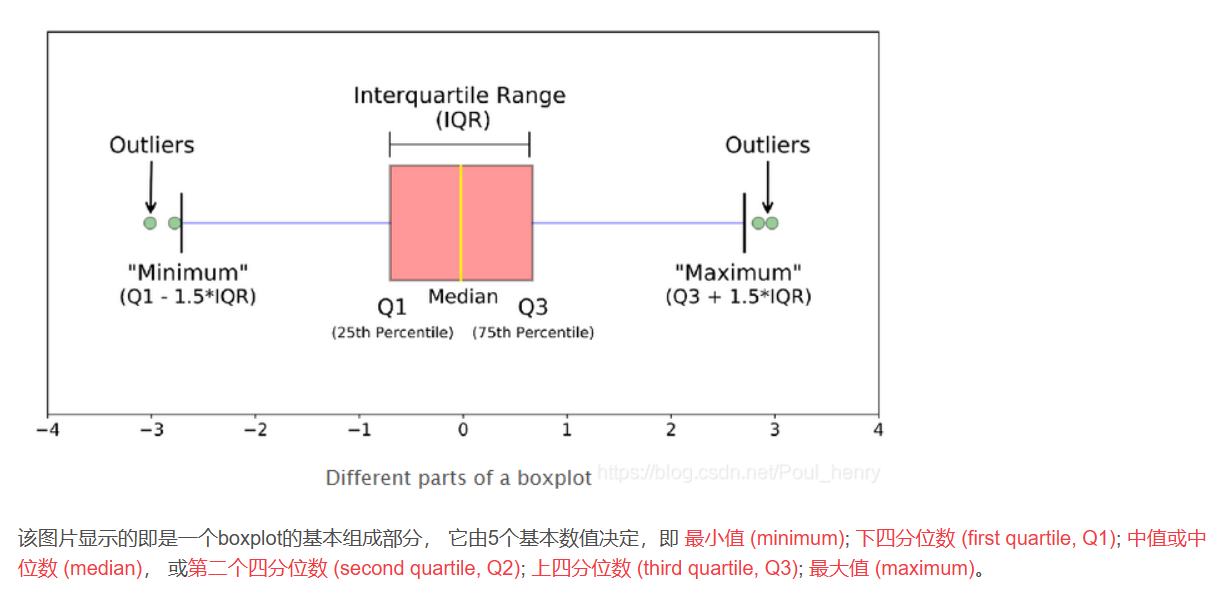 Interquartile Range
(IQR)
Outliers
Outliers
"Minimum"
(Q1 - 1.5*IQR)
"Maximum"
(Q3 + 1.5*IQR)
Q1
Median
Q3
(25th Percentile)
(75th Percentile)
−4 −3 −2 −1 0 1 2 3 4
Different parts of a boxplot
https://blog.csdn.net/Poul_henry
该图片显示的即是一个boxplot的基本组成部分， 它由5个基本数值决定，即 最小值 (minimum); 下四分位数 (first quartile, Q1); 中值或中
位数 (median)， 或第二个四分位数 (second quartile, Q2); 上四分位数 (third quartile, Q3); 最大值 (maximum)。